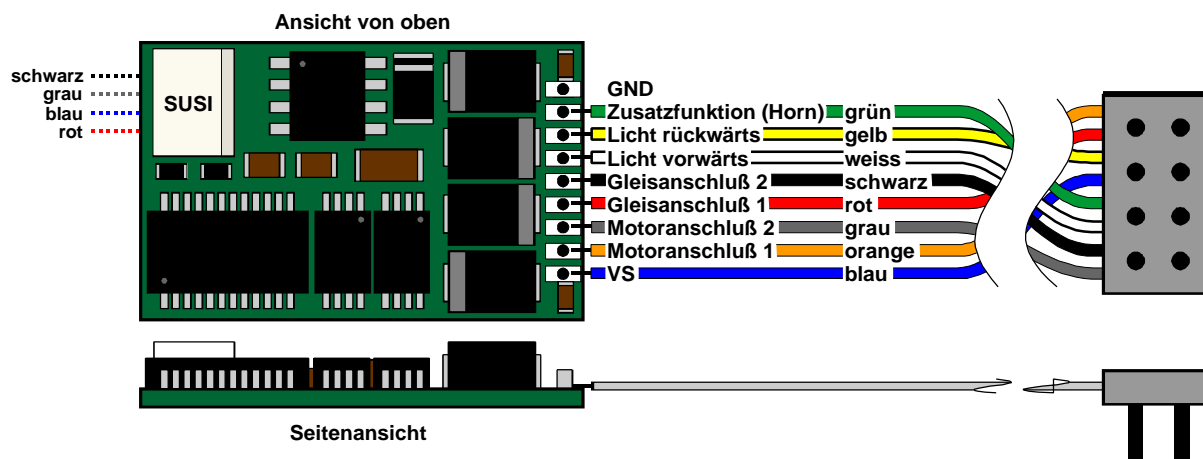 Ansicht von oben
schwarz
grau
blau
rot
SUSI
GND
Zusatzfunktion (Horn) grün
Licht rückwärts gelb
Licht vorwärts weiss
Gleisanschluß 2 schwarz
Gleisanschluß 1 rot
Motoranschluß 2 grau
Motoranschluß 1 orange
VS blau
Seitenansicht